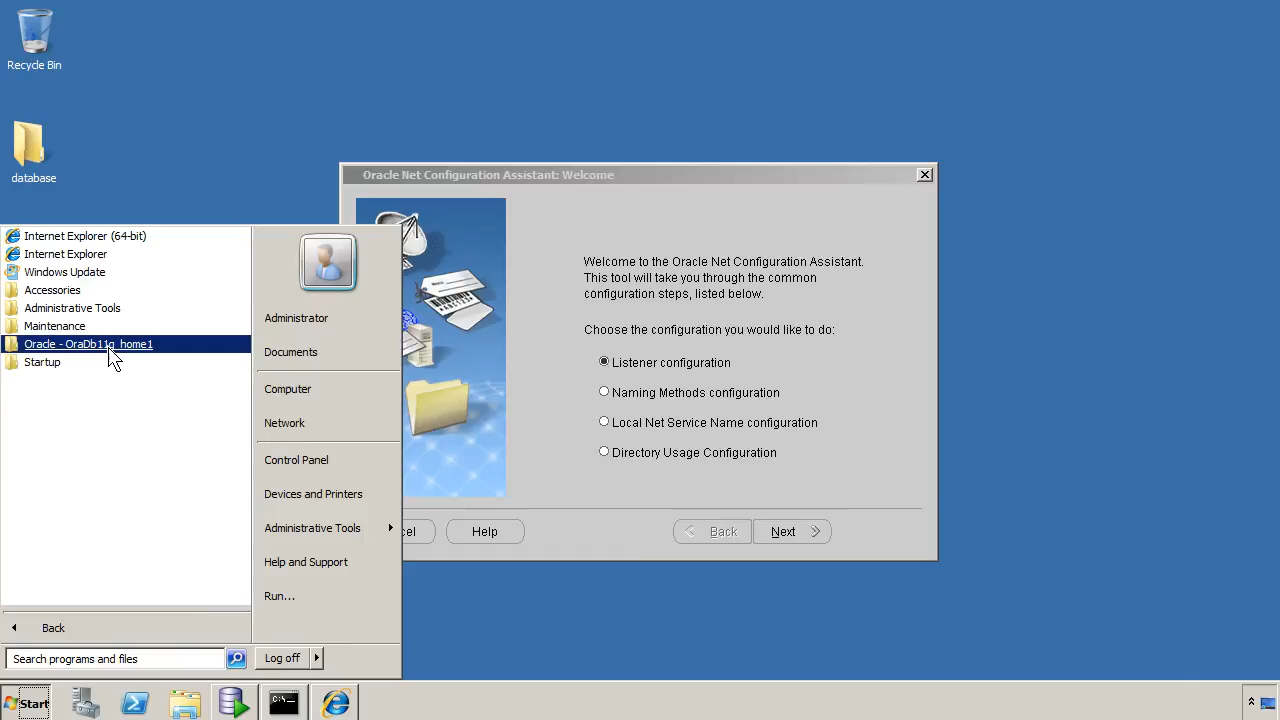 Recycle Bin
database
Oracle Net Configuration Assistant: Welcome
Welcome to the Oracle Net Configuration Assistant.
This tool will take you through the common
configuration steps, listed below.
Choose the configuration you would like to do:
Listener configuration
Naming Methods configuration
Local Net Service Name configuration
Directory Usage Configuration
cel
Help
Back
Next
Internet Explorer (64-bit)
Internet Explorer
Windows Update
Accessories
Administrative Tools
Maintenance
Oracle - OraDb11g_home1
Startup
Back
Search programs and files
Administrator
Documents
Computer
Network
Control Panel
Devices and Printers
Administrative Tools
Help and Support
Run...
Log off
Start
C:\_